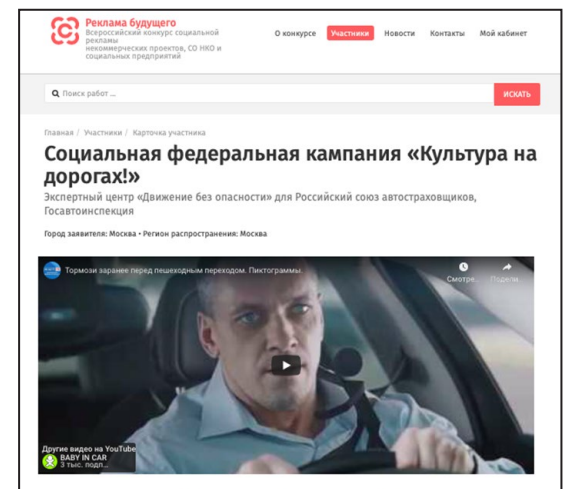 Реклама будущего
Всероссийский конкурс социальной
рекламы
некоммерческих проектов, СО НКО и
социальных предприятий
О конкурсе Участники Новости Контакты Мой кабинет
Поиск работ ...
ИСКАТЬ
Главная / Участники / Карточка участника
Социальная федеральная кампания «Культура на
дорогах!»
Экспертный центр «Движение без опасности» для Российский союз автостраховщиков,
Госавтоинспекция
Город заявителя: Москва • Регион распространения: Москва
Тормози заранее перед пешеходным переходом. Пиктограммы.
Смотре... Подели...
Другие видео на YouTube
BABY IN CAR
3 тыс. подп...